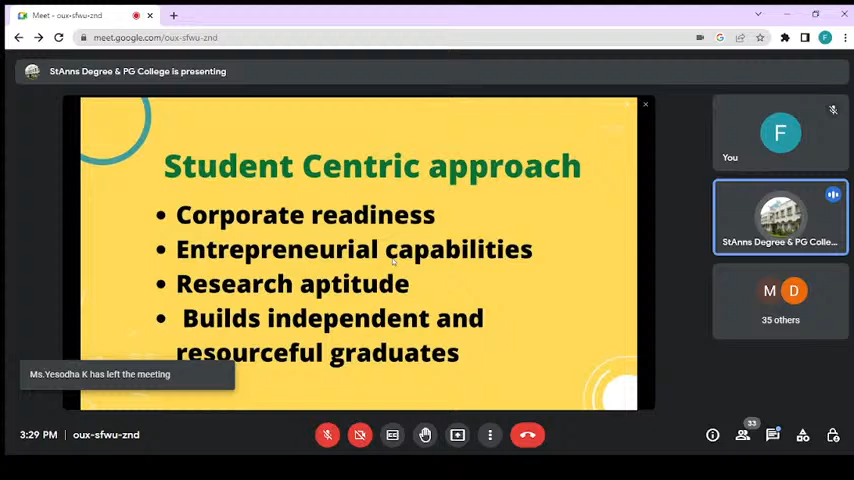 Meet - oux-sfwu-znd
meet.google.com/oux-sfwu-znd
F
StAnns Degree & PG College is presenting
Student Centric approach
• Corporate readiness
• Entrepreneurial capabilities
• Research aptitude
• Builds independent and
resourceful graduates
F
You
StAnns Degree & PG Colle...
M D
35 others
Ms.Yesodha K has left the meeting
3:29 PM | oux-sfwu-znd
33